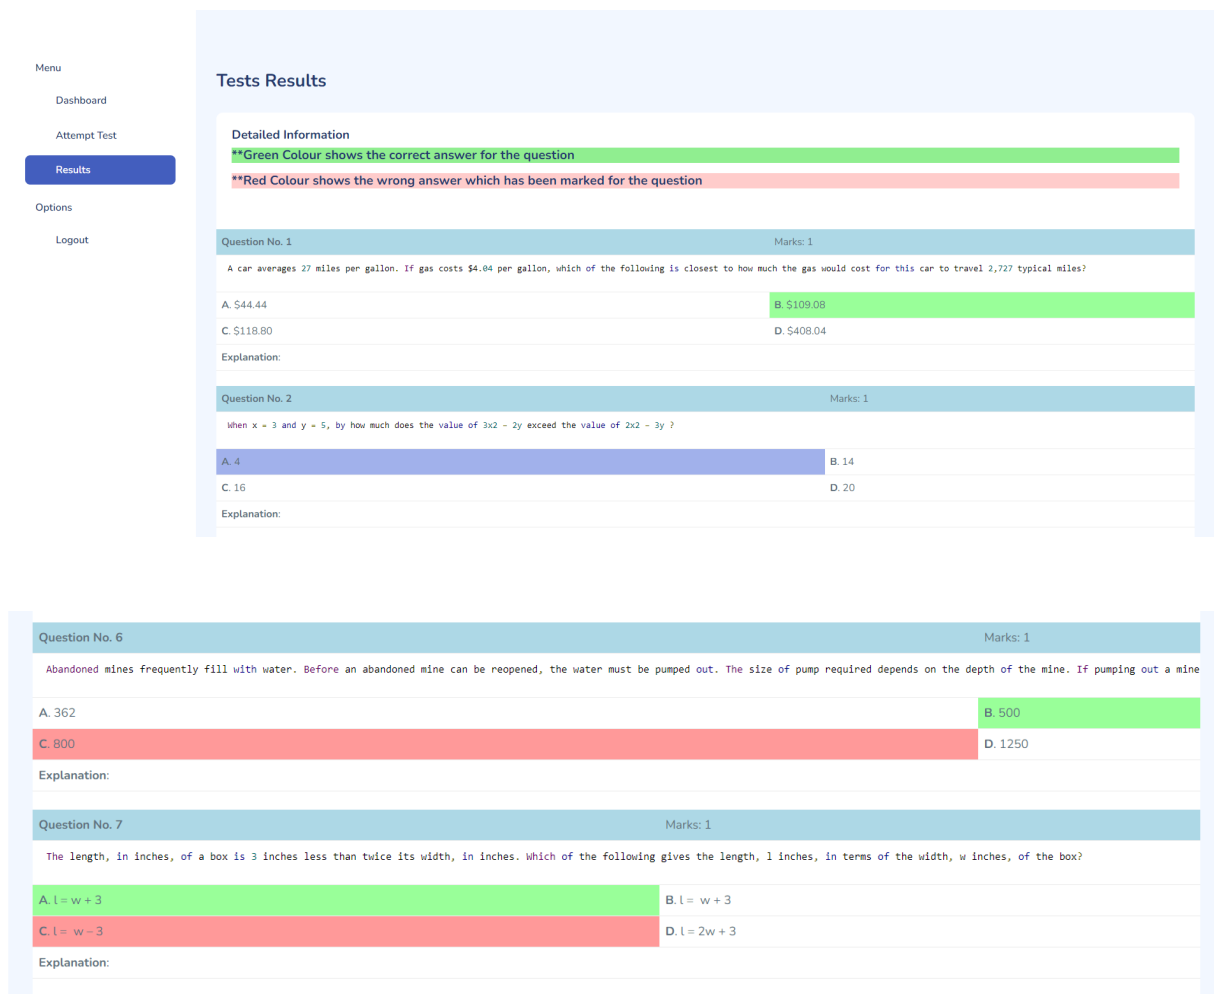 Menu
Dashboard
Attempt Test
Results
Options
Logout
Tests Results
Detailed Information
**Green Colour shows the correct answer for the question
**Red Colour shows the wrong answer which has been marked for the question
Question No. 1 Marks: 1
A car averages 27 miles per gallon. If gas costs $4.04 per gallon, which of the following is closest to how much the gas would cost for this car to travel 2,727 typical miles?
A. $44.44 B. $109.08
C. $118.80 D. $408.04
Explanation:
Question No. 2 Marks: 1
When x = 3 and y = 5, by how much does the value of 3x2 – 2y exceed the value of 2x2 – 3y ?
A. 4 B. 14
C. 16 D. 20
Explanation:
Question No. 6 Marks: 1
Abandoned mines frequently fill with water. Before an abandoned mine can be reopened, the water must be pumped out. The size of pump required depends on the depth of the mine. If pumping out a mine
A. 362 B. 500
C. 800 D. 1250
Explanation:
Question No. 7 Marks: 1
The length, in inches, of a box is 3 inches less than twice its width, in inches. Which of the following gives the length, l inches, in terms of the width, w inches, of the box?
A. l = w + 3 B. l = w + 3
C. l = w – 3 D. l = 2w + 3
Explanation: